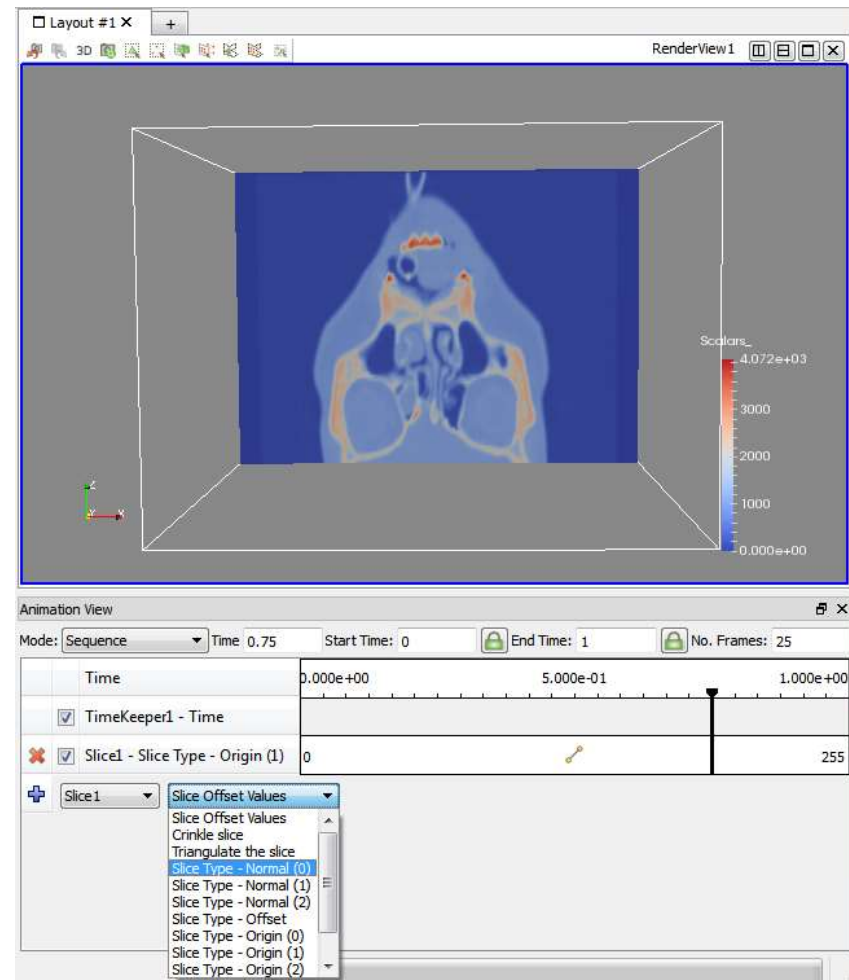 Layout #1 X +
3D RenderView1
Scalars_
4.072e+03
3000
2000
1000
0.000e+00
Z
Y X
Animation View
Mode: Sequence Time 0.75 Start Time: 0 End Time: 1 No. Frames: 25
Time 0.000e+00 5.000e-01 1.000e+00
TimeKeeper1 - Time
Slice1 - Slice Type - Origin (1) 0 255
Slice1 Slice Offset Values
Slice Offset Values
Crinkle slice
Triangulate the slice
Slice Type - Normal (0)
Slice Type - Normal (1)
Slice Type - Normal (2)
Slice Type - Offset
Slice Type - Origin (0)
Slice Type - Origin (1)
Slice Type - Origin (2)